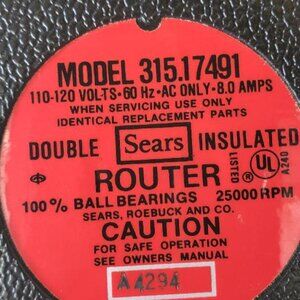 MODEL 315.17491
110-120 VOLTS•60 Hz•AC ONLY•8.0 AMPS
WHEN SERVICING USE ONLY
IDENTICAL REPLACEMENT PARTS
DOUBLE Sears INSULATED
LISTED UL ® A240
ROUTER
100% BALL BEARINGS 25000 RPM
SEARS, ROEBUCK AND CO.
CAUTION
FOR SAFE OPERATION
SEE OWNERS MANUAL
A4294